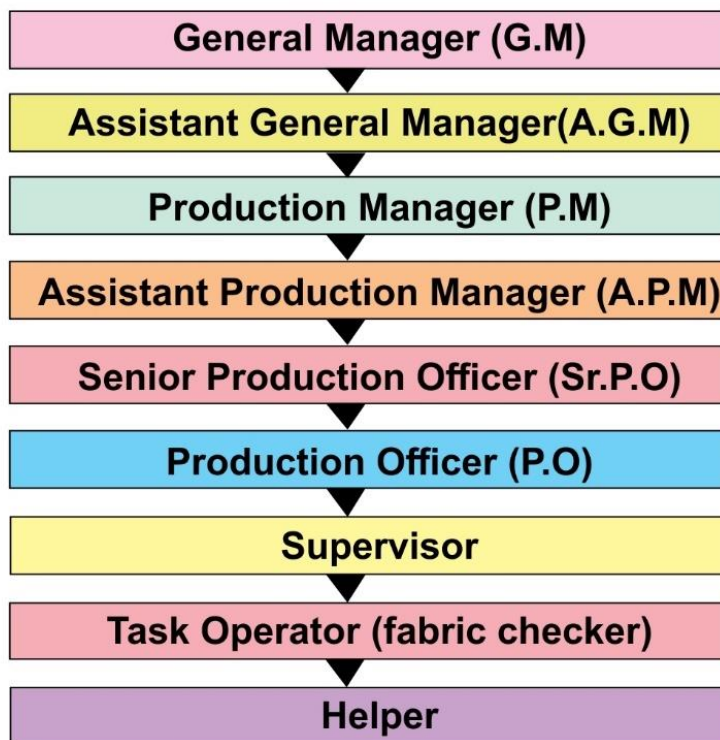 General Manager (G.M)
Assistant General Manager(A.G.M)
Production Manager (P.M)
Assistant Production Manager (A.P.M)
Senior Production Officer (Sr.P.O)
Production Officer (P.O)
Supervisor
Task Operator (fabric checker)
Helper